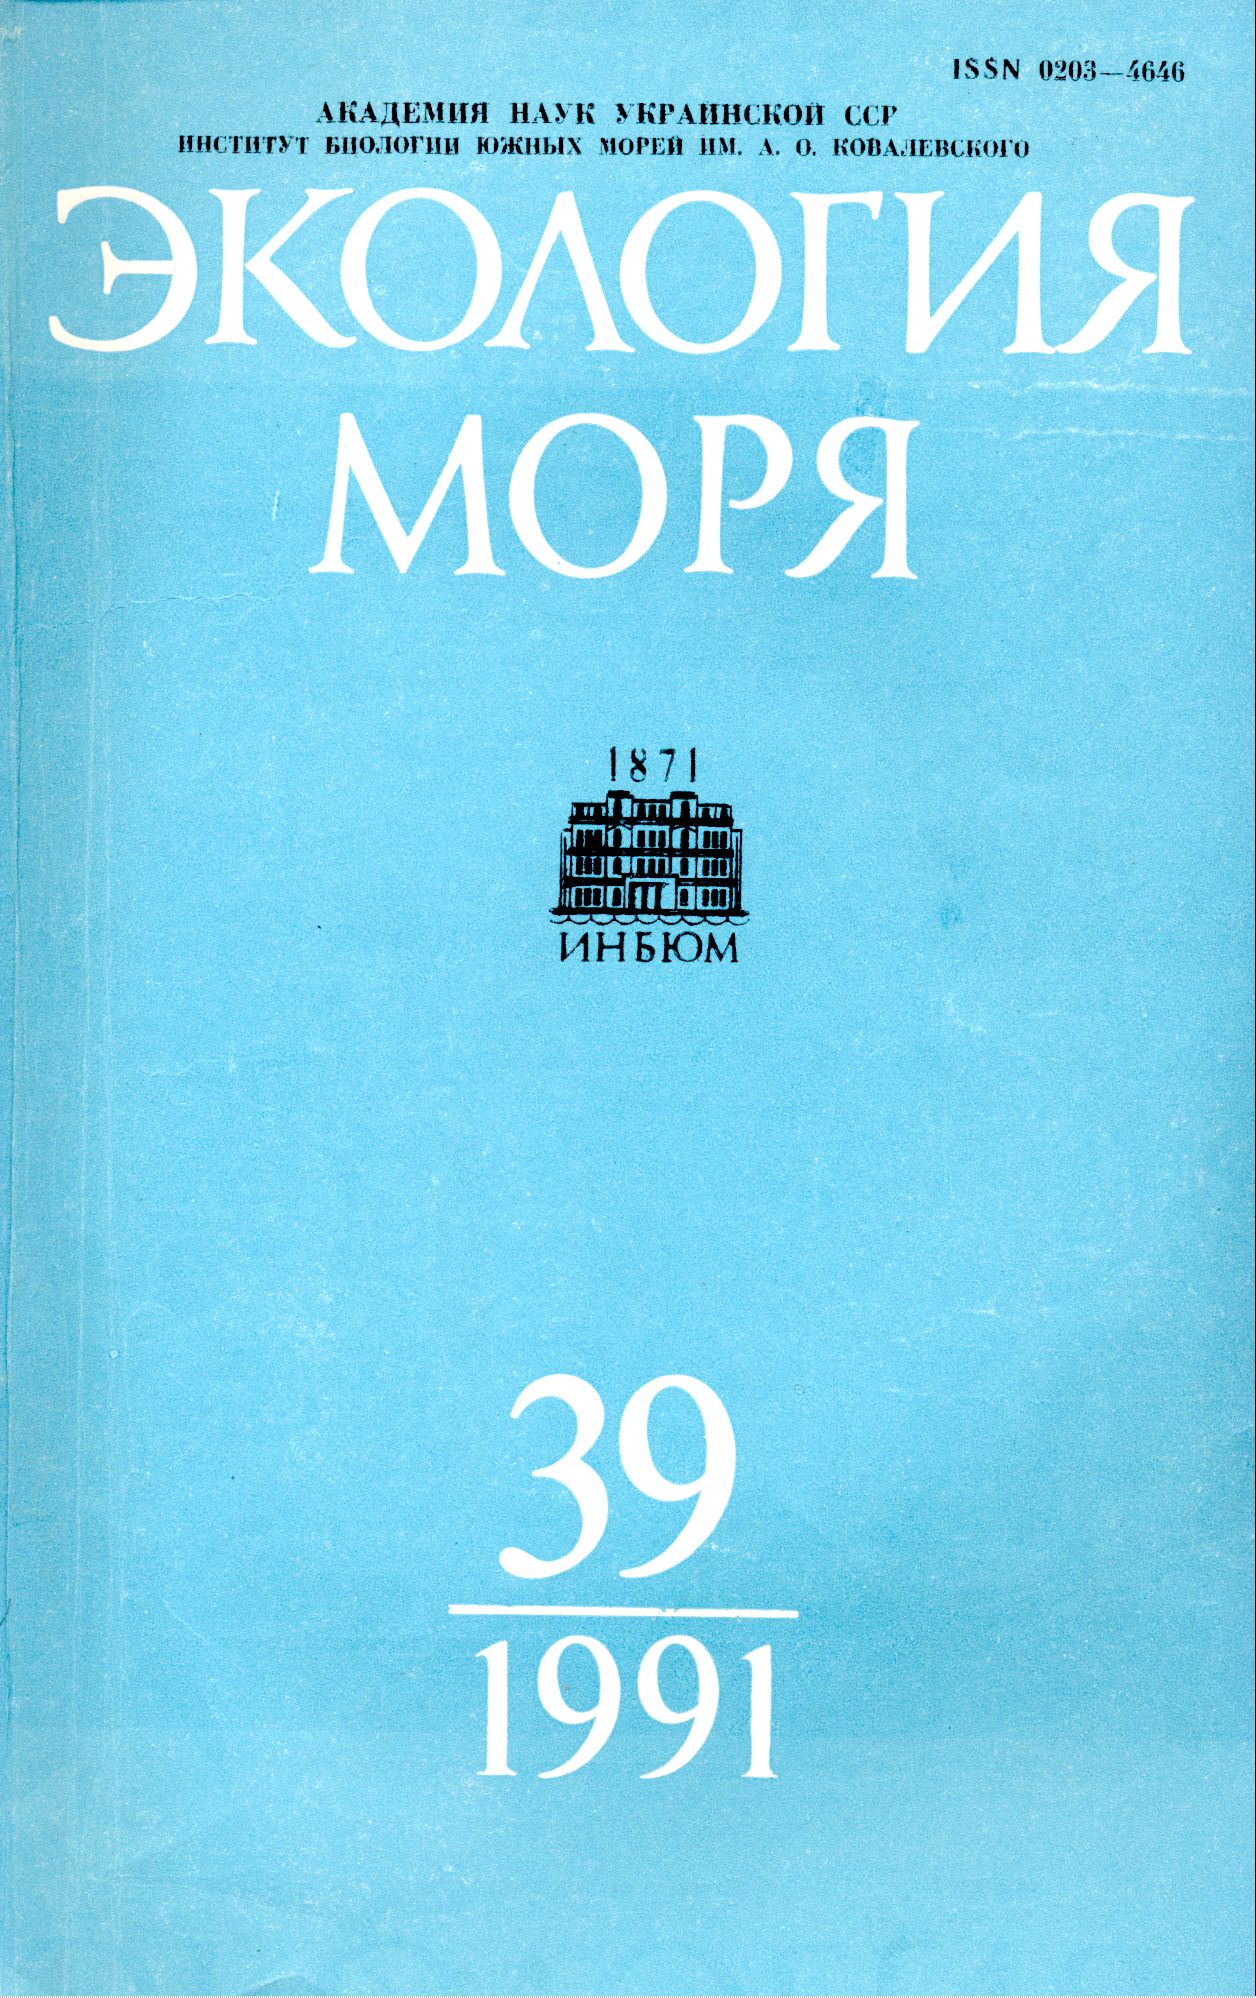 ISSN 0203—4646
АКАДЕМИЯ НАУК УКРАИНСКОЙ ССР
ИНСТИТУТ БИОЛОГИИ ЮЖНЫХ МОРЕЙ ИМ. А. О. КОВАЛЕВСКОГО
ЭКОЛОГИЯ
МОРЯ
1871
ИНБЮМ
39
1991